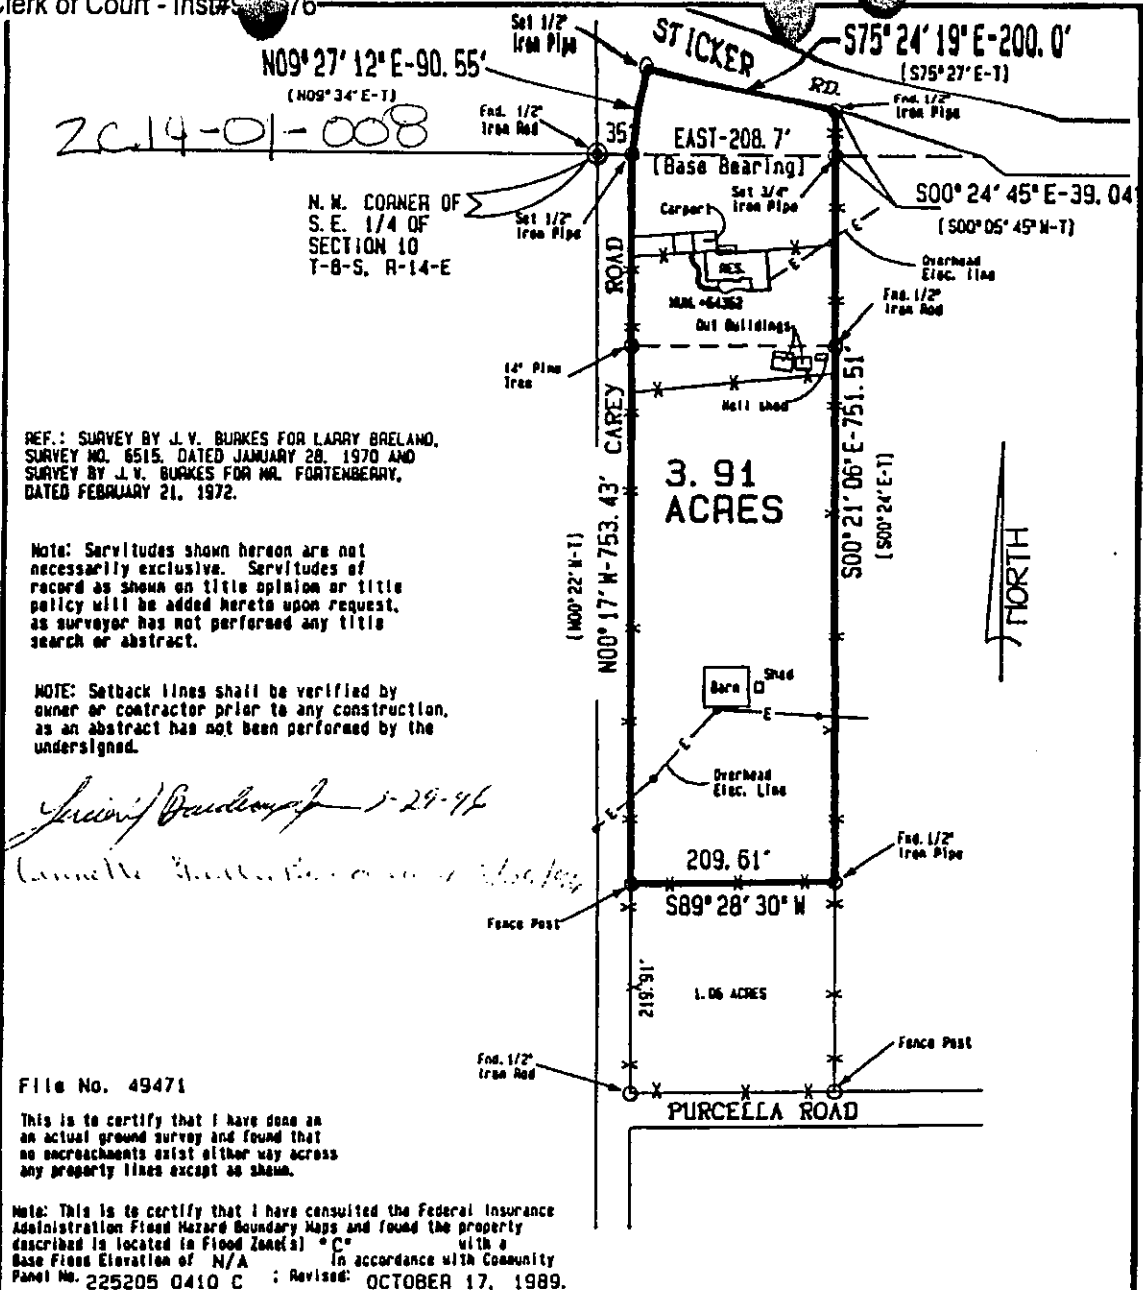 Clerk of Court - Inst#9 76
Set 1/2"
Iron Pipe
STICKER RD.
S75° 24' 19" E-200. 0'
(S75° 27' E-T)
N09° 27' 12" E-90. 55'
(N09° 34' E-T)
Fnd. 1/2"
Iron Rod
35'
Fnd. 1/2"
Iron Pipe
2C.14-01-008
EAST-208. 7'
(Base Bearing)
N. W. CORNER OF
S. E. 1/4 OF
SECTION 10
T-8-S, R-14-E
Set 1/2"
Iron Pipe
Set 3/4"
Iron Pipe
S00° 24' 45" E-39. 04'
(S00° 05' 45" W-T)
Carport
RES.
MUN. #64362
E
E
Overhead
Elec. Line
Fnd. 1/2"
Iron Rod
Out Buildings
14" Pine
Tree
Well shed
CAREY ROAD
REF.: SURVEY BY J. V. BURKES FOR LARRY BRELAND,
SURVEY NO. 6515, DATED JANUARY 28, 1970 AND
SURVEY BY J. V. BURKES FOR MR. FORTENBERRY,
DATED FEBRUARY 21, 1972.
3. 91
ACRES
S00° 21' 06" E-751. 51'
(S00° 24' E-T)
N00° 17' W-753. 43'
(N00° 22' W-T)
NORTH
Note: Servitudes shown hereon are not
necessarily exclusive. Servitudes of
record as shown on title opinion or title
policy will be added hereto upon request,
as surveyor has not performed any title
search or abstract.
NOTE: Setback lines shall be verified by
owner or contractor prior to any construction,
as an abstract has not been performed by the
undersigned.
Barn
Shed
E
E
E
Overhead
Elec. Line
209. 61'
S89° 28' 30" W
Fnd. 1/2"
Iron Pipe
Fence Post
219. 91'
1. 06 ACRES
Fnd. 1/2"
Iron Rod
Fence Post
PURCELLA ROAD
File No. 49471
This is to certify that I have done an
an actual ground survey and found that
no encroachments exist either way across
any property lines except as shown.
Note: This is to certify that I have consulted the Federal Insurance
Administration Flood Hazard Boundary Maps and found the property
described is located in Flood Zone(s) "C" with a
Base Flood Elevation of N/A in accordance with Community
Panel No. 225205 0410 C ; Revised: OCTOBER 17, 1989.